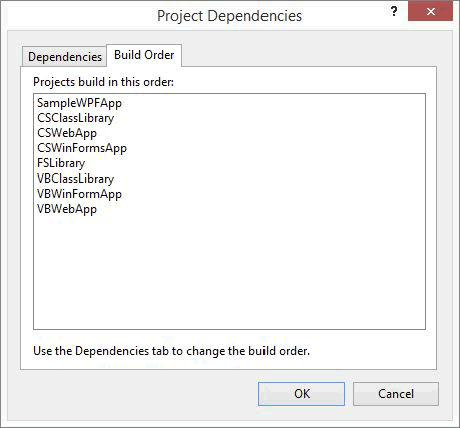 Project Dependencies
?
Dependencies
Build Order
Projects build in this order:
SampleWPFApp
CSClassLibrary
CSWebApp
CSWinFormsApp
FSLibrary
VBClassLibrary
VBWinFormApp
VBWebApp
Use the Dependencies tab to change the build order.
OK
Cancel